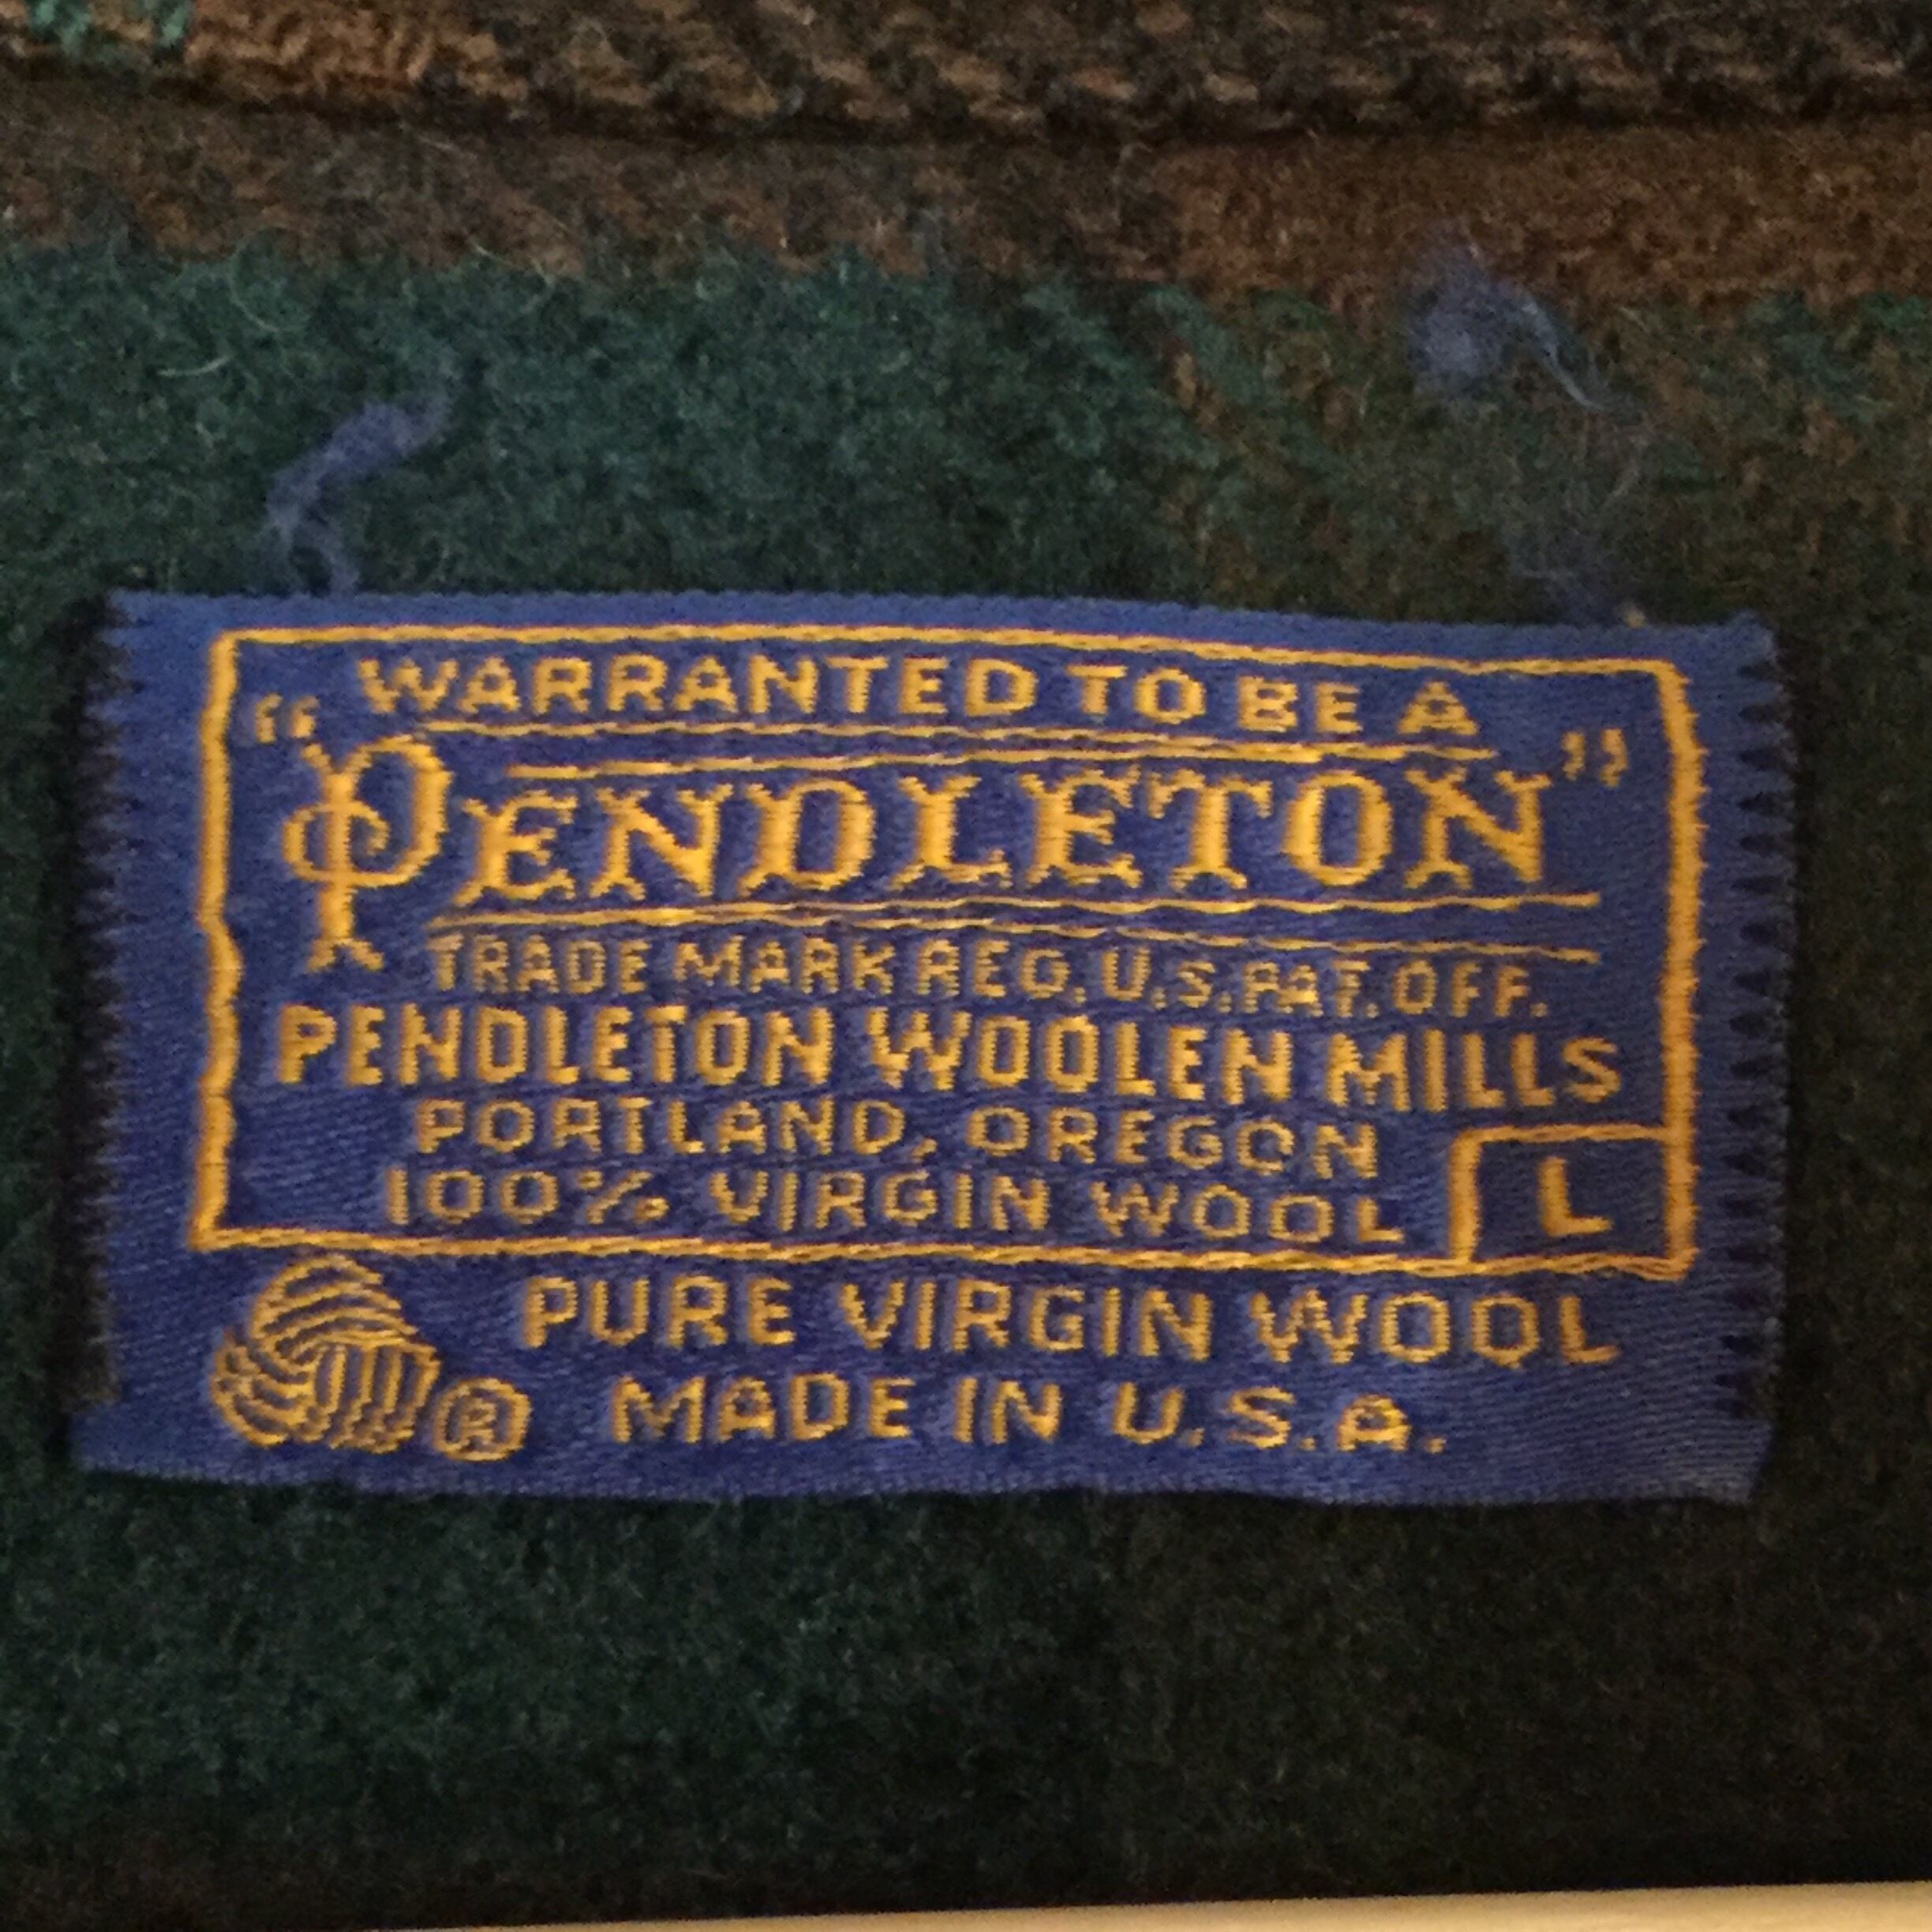 WARRANTED TO BE A
“PENDLETON”
TRADE MARK REG. U.S. PAT. OFF.
PENDLETON WOOLEN MILLS
PORTLAND, OREGON
100% VIRGIN WOOL L
PURE VIRGIN WOOL
® MADE IN U.S.A.